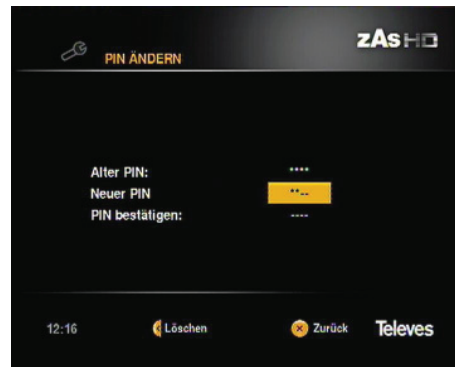 zAs HD
PIN ÄNDERN
Alter PIN: ****
Neuer PIN **--
PIN bestätigen: ----
12:16 Löschen Zurück Televes